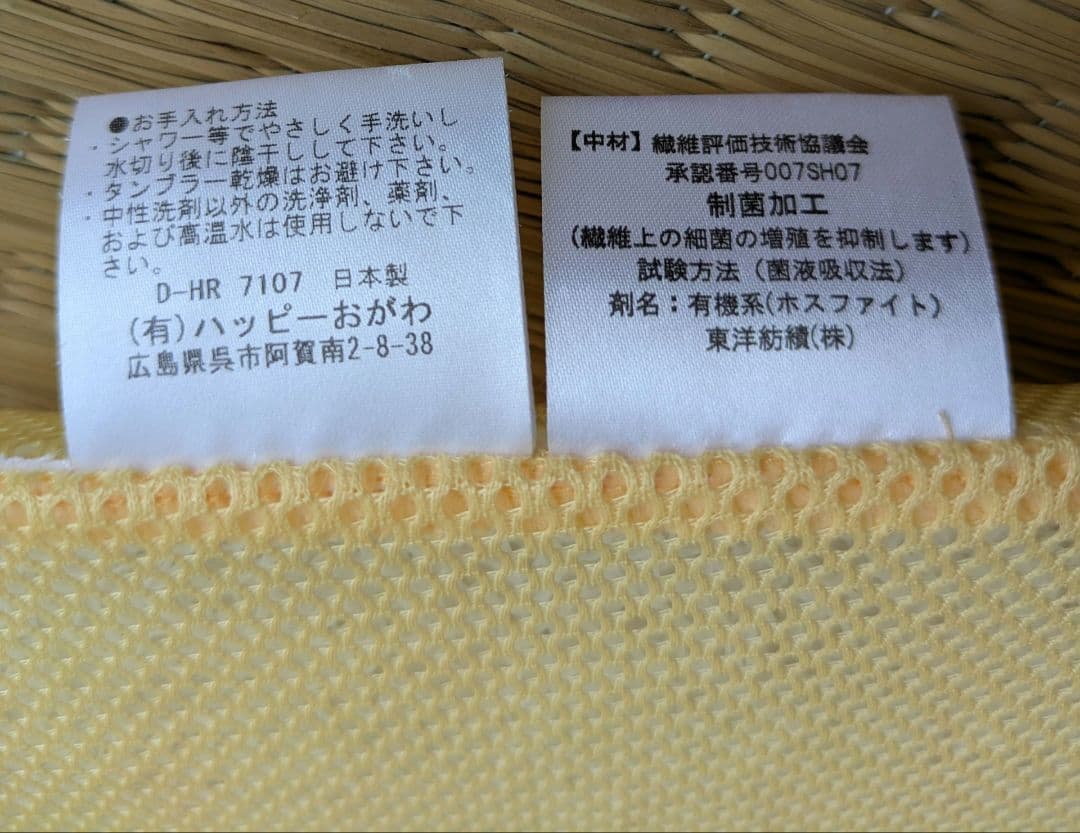 ●お手入れ方法
・シャワー等でやさしく手洗いし
水切り後に陰干しして下さい。
・タンブラー乾燥はお避け下さい。
・中性洗剤以外の洗浄剤、薬剤、
および高温水は使用しないで下
さい。
D-HR 7107 日本製
(有)ハッピーおがわ
広島県呉市阿賀南2-8-38
【中材】繊維評価技術協議会
承認番号007SH07
制菌加工
(繊維上の細菌の増殖を抑制します)
試験方法(菌液吸収法)
剤名：有機系(ホスファイト)
東洋紡績(株)